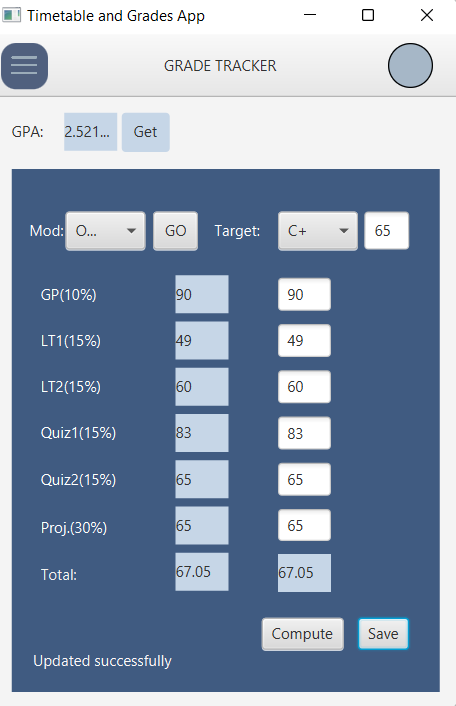 Timetable and Grades App
GRADE TRACKER
GPA: 2.521... Get
Mod: O... GO Target: C+ 65
GP(10%) 90 90
LT1(15%) 49 49
LT2(15%) 60 60
Quiz1(15%) 83 83
Quiz2(15%) 65 65
Proj.(30%) 65 65
Total: 67.05 67.05
Compute Save
Updated successfully